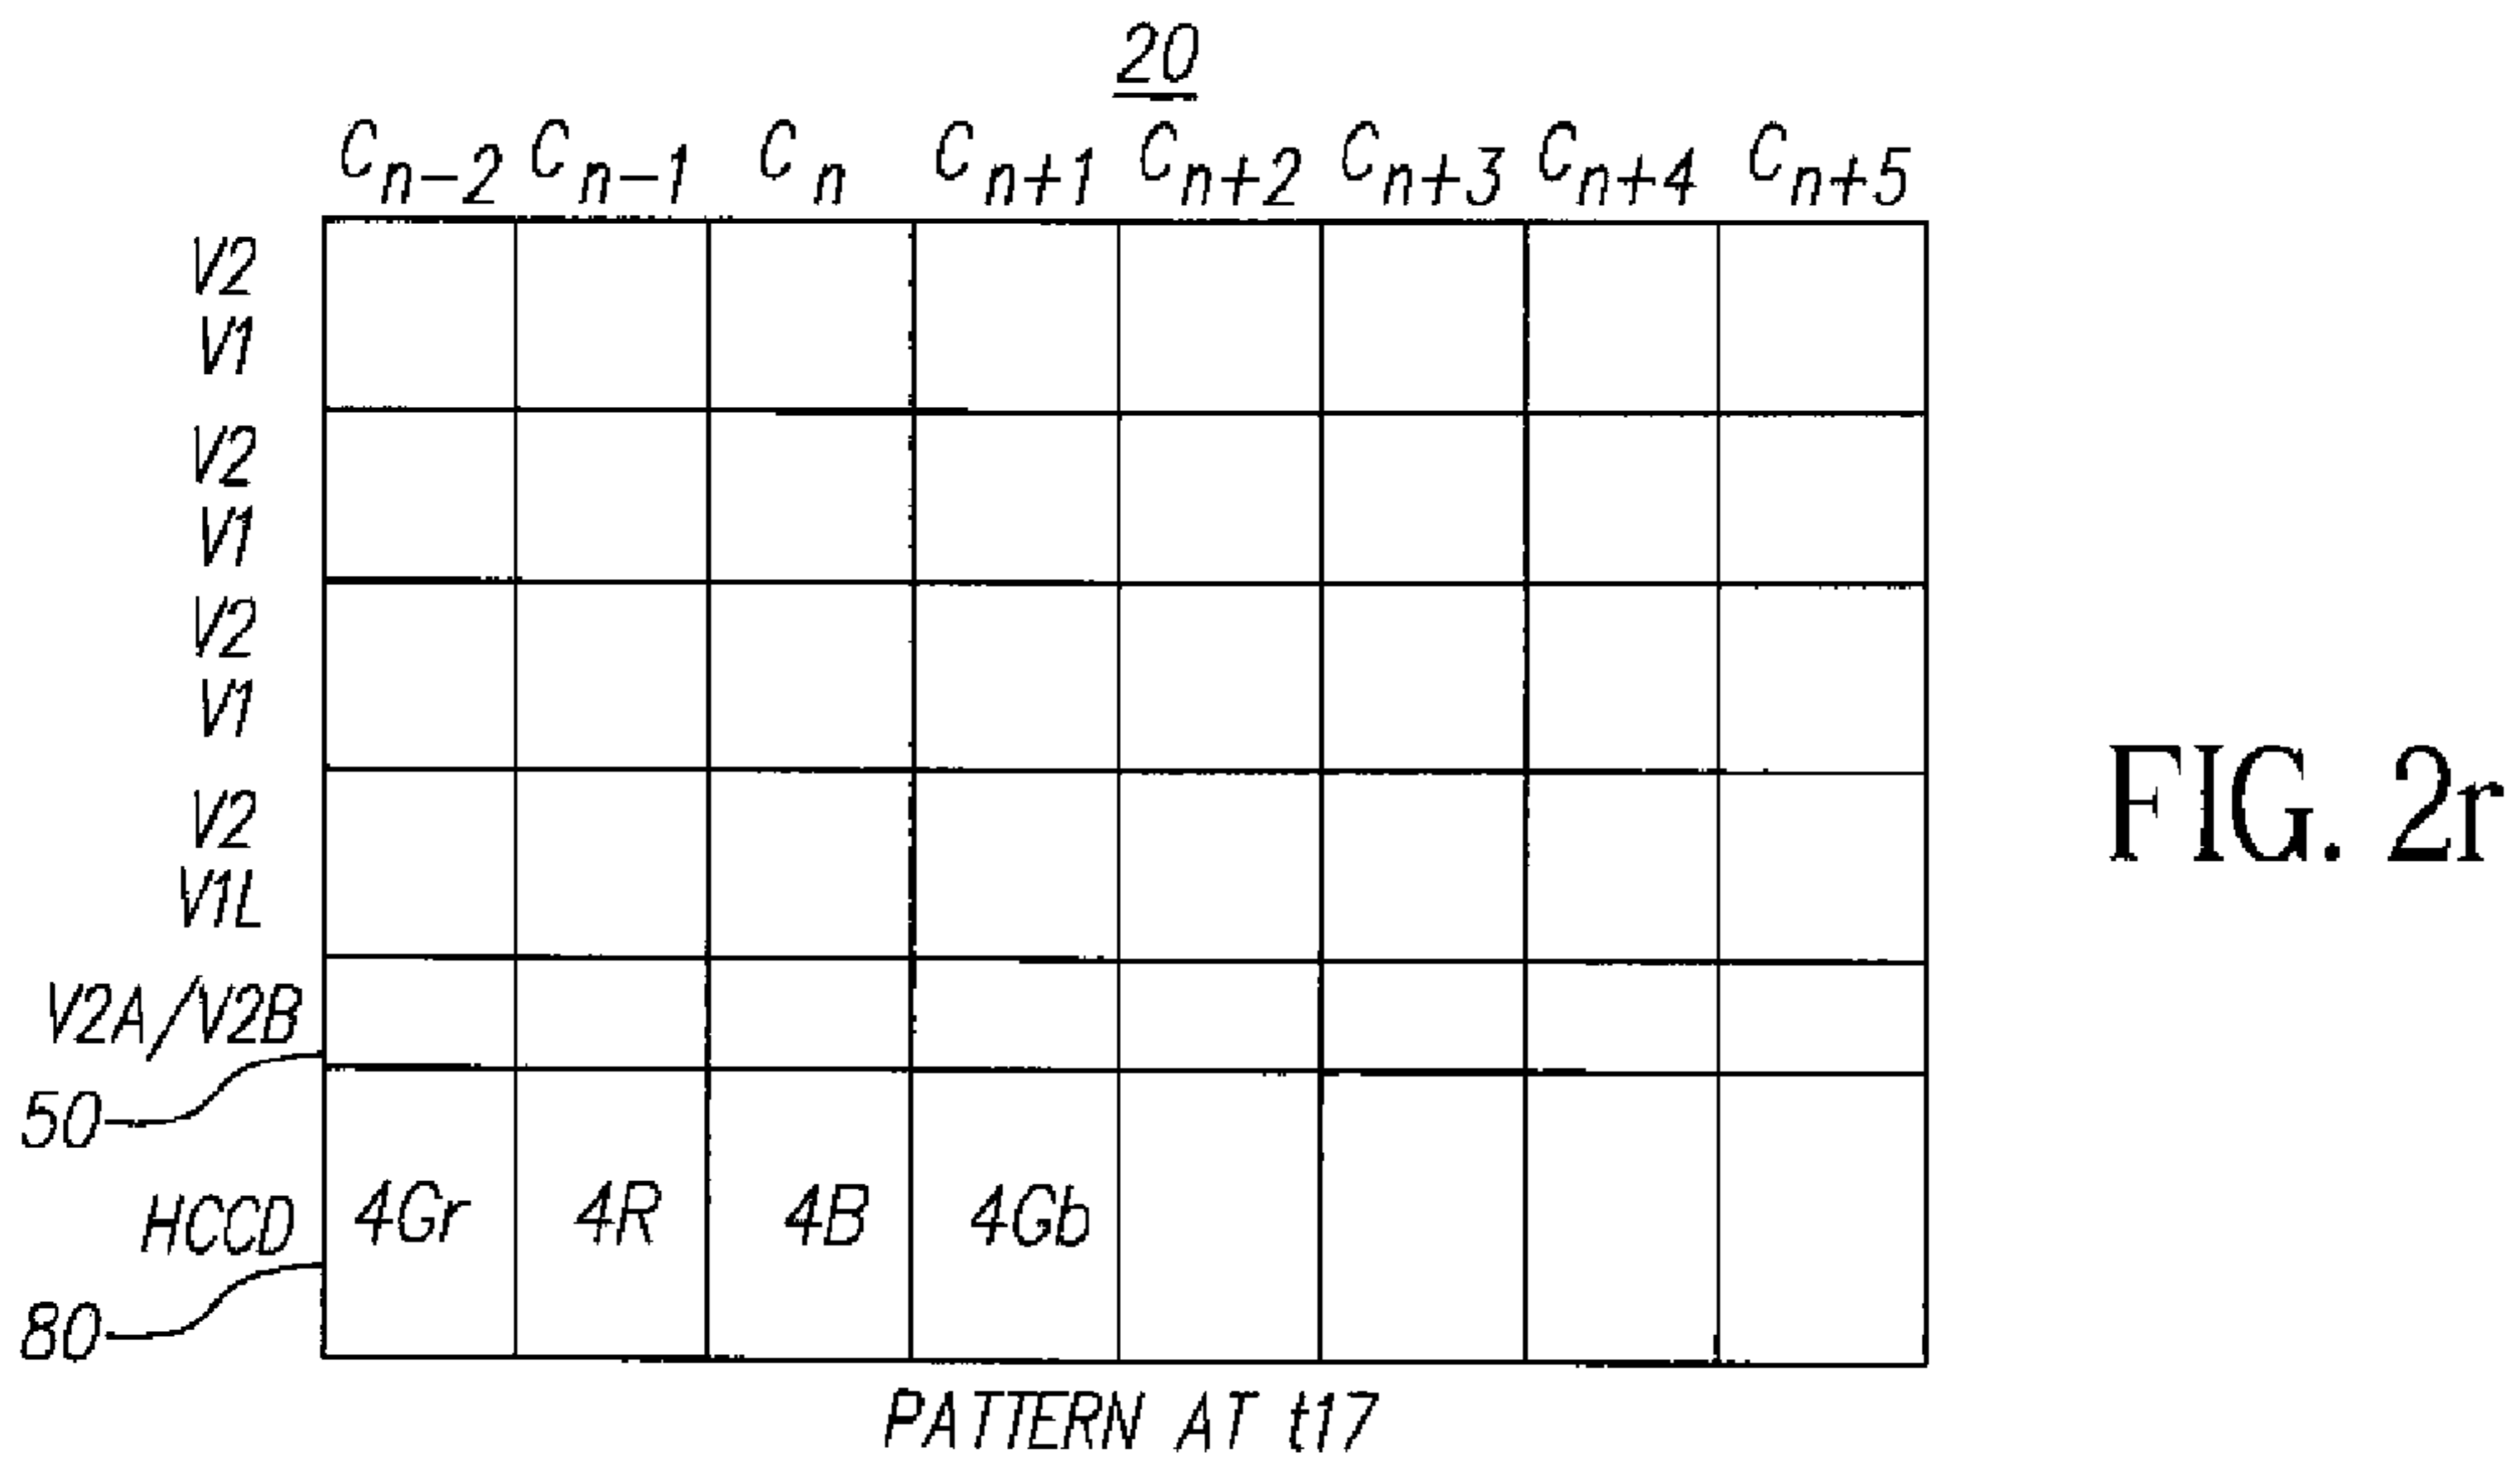 20
Cn-2 Cn-1 Cn Cn+1 Cn+2 Cn+3 Cn+4 Cn+5
V2
V1
V2
V1
V2
V1
V2
V1L
V2A/V2B
50
HCCD 4Gr 4R 4B 4Gb
80
PATTERN AT t17
FIG. 2r